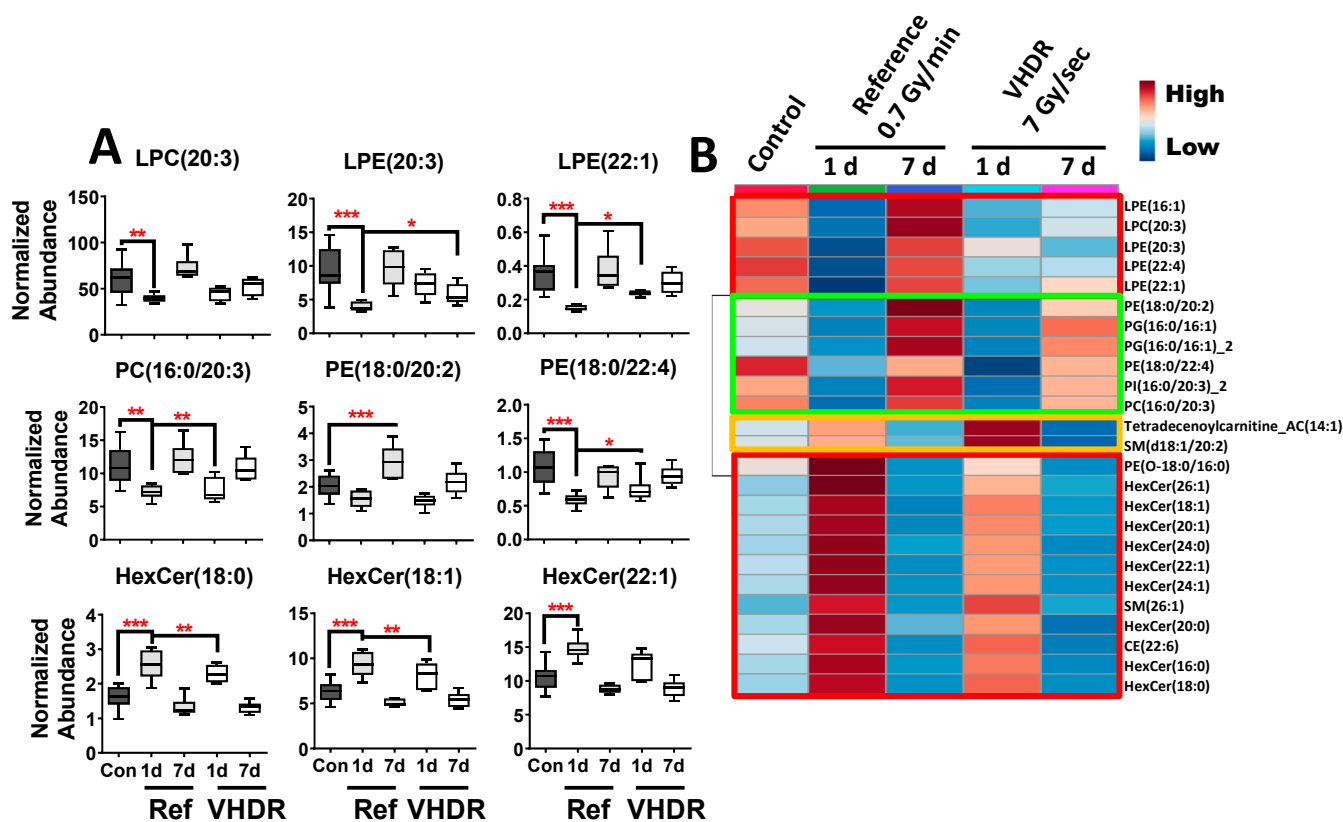 A
LPC(20:3)
LPE(20:3)
LPE(22:1)
Normalized
Abundance
150
100
50
0
**
20
15
10
5
0
***
*
0.8
0.6
0.4
0.2
0.0
***
*
PC(16:0/20:3)
PE(18:0/20:2)
PE(18:0/22:4)
Normalized
Abundance
20
15
10
5
0
**
**
5
4
3
2
1
0
***
2.0
1.5
1.0
0.5
0.0
***
*
HexCer(18:0)
HexCer(18:1)
HexCer(22:1)
Normalized
Abundance
4
3
2
1
0
***
**
15
10
5
0
***
**
20
15
10
5
0
***
Con 1d 7d 1d 7d
Con 1d 7d 1d 7d
Con 1d 7d 1d 7d
Ref VHDR
Ref VHDR
Ref VHDR
B
Control
Reference
0.7 Gy/min
VHDR
7 Gy/sec
1 d 7 d 1 d 7 d
High
Low
LPE(16:1)
LPC(20:3)
LPE(20:3)
LPE(22:4)
LPE(22:1)
PE(18:0/20:2)
PG(16:0/16:1)
PG(16:0/16:1)_2
PE(18:0/22:4)
PI(16:0/20:3)_2
PC(16:0/20:3)
Tetradecenoylcarnitine_AC(14:1)
SM(d18:1/20:2)
PE(O-18:0/16:0)
HexCer(26:1)
HexCer(18:1)
HexCer(20:1)
HexCer(24:0)
HexCer(22:1)
HexCer(24:1)
SM(26:1)
HexCer(20:0)
CE(22:6)
HexCer(16:0)
HexCer(18:0)